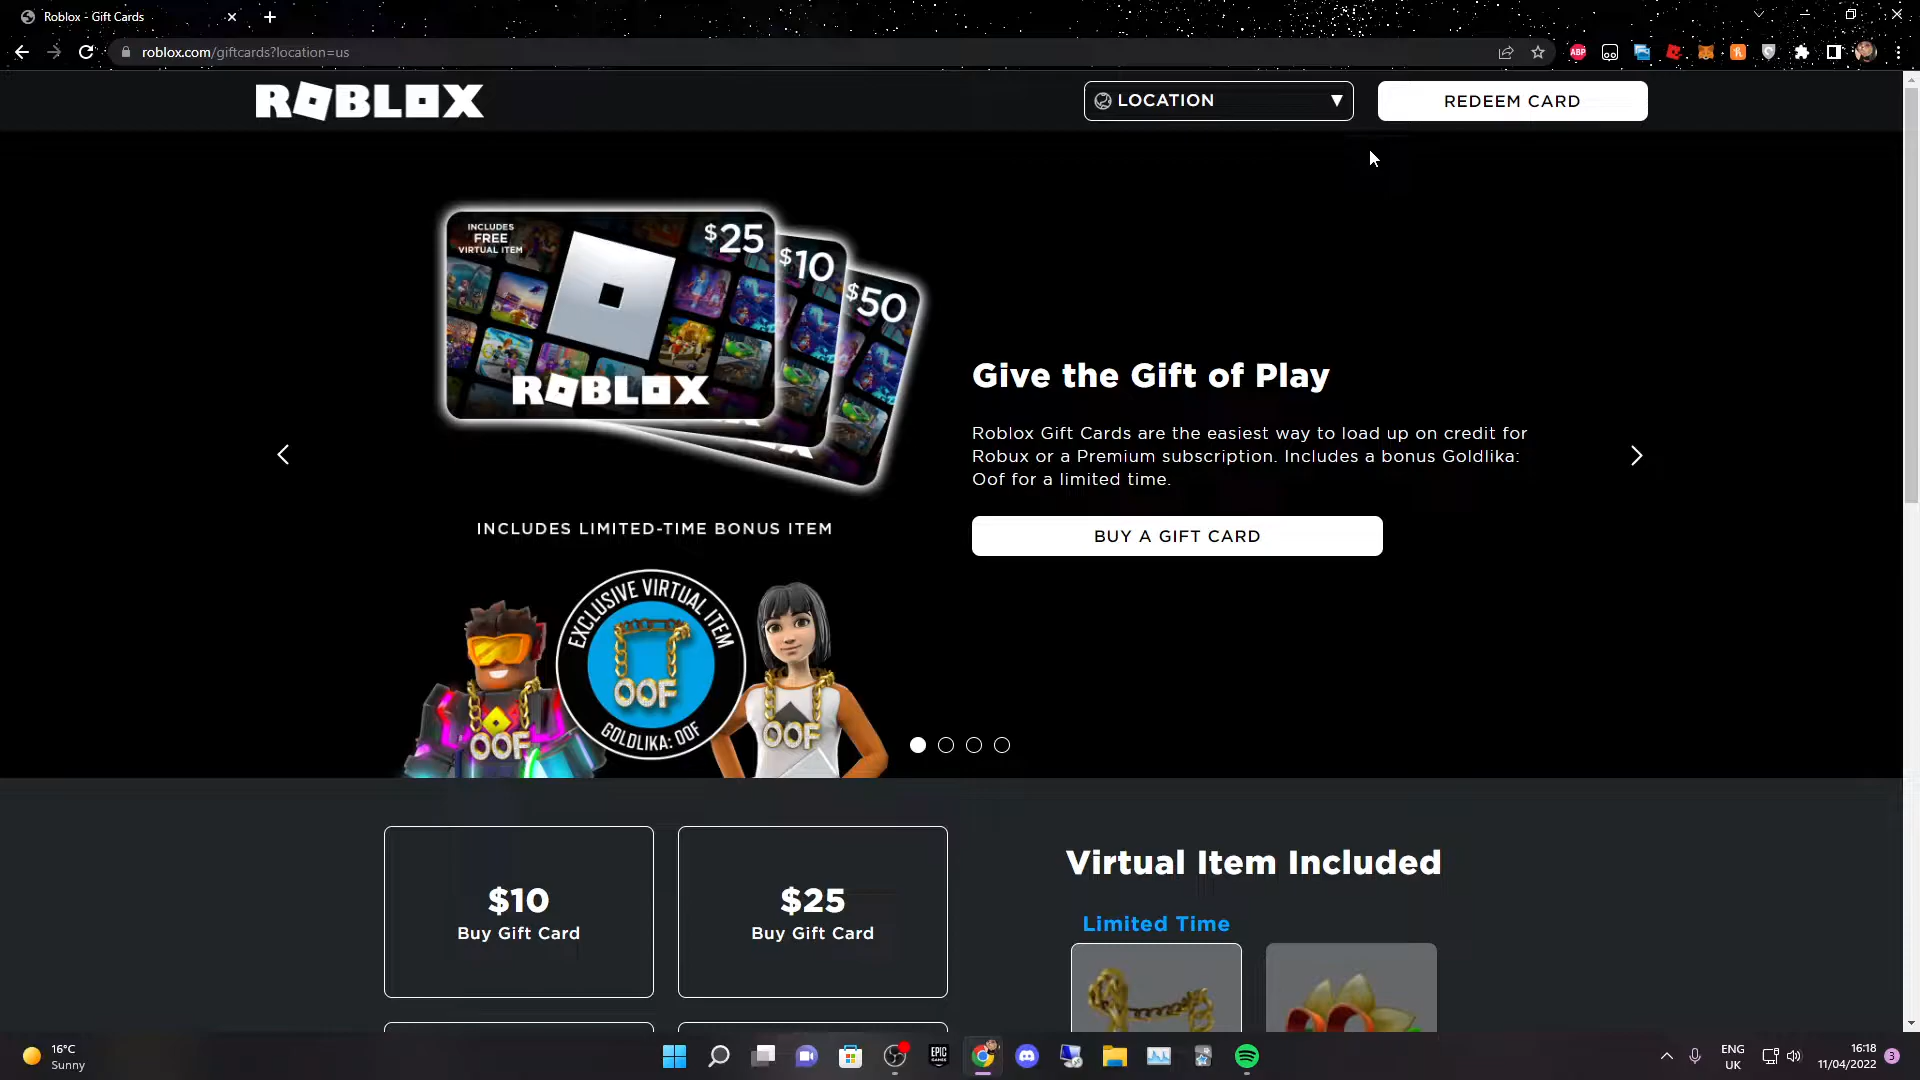 Roblox - Gift Cards
roblox.com/giftcards?location=us
ABP
ROBLOX
LOCATION
REDEEM CARD
INCLUDES
FREE
VIRTUAL ITEM
$25
$10
$50
ROBLOX
Give the Gift of Play
Roblox Gift Cards are the easiest way to load up on credit for
Robux or a Premium subscription. Includes a bonus Goldlika:
Oof for a limited time.
BUY A GIFT CARD
INCLUDES LIMITED-TIME BONUS ITEM
EXCLUSIVE VIRTUAL ITEM
OOF
GOLDLIKA: OOF
OOF
OOF
$10
Buy Gift Card
$25
Buy Gift Card
Virtual Item Included
Limited Time
16°C
Sunny
EPIC
GAMES
ENG
UK
16:18
11/04/2022
3